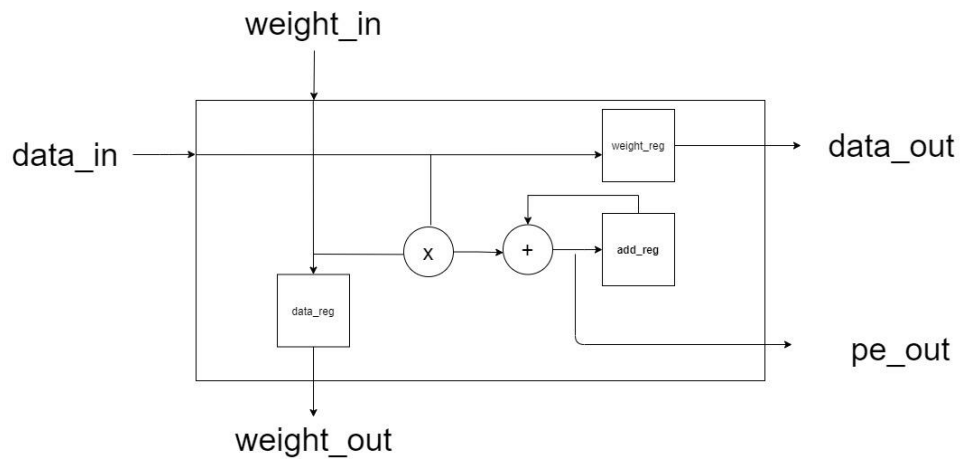 weight_in
data_in
weight_reg
data_out
x
+
add_reg
data_reg
pe_out
weight_out